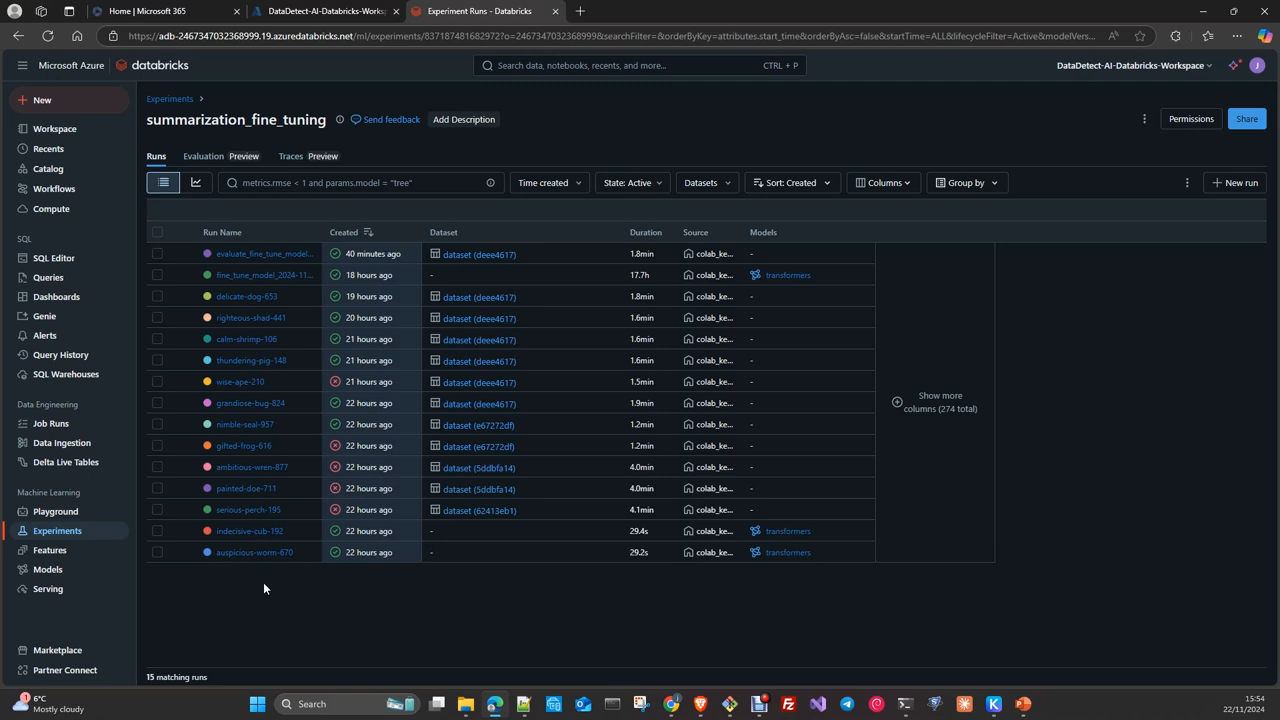 Home | Microsoft 365
DataDetect-AI-Databricks-Worksp
Experiment Runs - Databricks
https://adb-2467347032368999.19.azuredatabricks.net/ml/experiments/837187481682972?o=2467347032368999&searchFilter=&orderByKey=attributes.start_time&orderByAsc=false&startTime=ALL&lifecycleFilter=Active&modelVers...
Microsoft Azure
databricks
Search data, notebooks, recents, and more...
CTRL + P
DataDetect-AI-Databricks-Workspace
J
New
Workspace
Recents
Catalog
Workflows
Compute
SQL
SQL Editor
Queries
Dashboards
Genie
Alerts
Query History
SQL Warehouses
Data Engineering
Job Runs
Data Ingestion
Delta Live Tables
Machine Learning
Playground
Experiments
Features
Models
Serving
Marketplace
Partner Connect
Experiments
summarization_fine_tuning
Send feedback
Add Description
Permissions
Share
Runs
Evaluation Preview
Traces Preview
metrics.rmse < 1 and params.model = "tree"
Time created
State: Active
Datasets
Sort: Created
Columns
Group by
New run
Run Name Created Dataset Duration Source Models
evaluate_fine_tune_model... 40 minutes ago dataset (deee4617) 1.8min colab_ke... -
fine_tune_model_2024-11... 18 hours ago - 17.7h colab_ke... transformers
delicate-dog-653 19 hours ago dataset (deee4617) 1.8min colab_ke... -
righteous-shad-441 20 hours ago dataset (deee4617) 1.6min colab_ke... -
calm-shrimp-106 21 hours ago dataset (deee4617) 1.6min colab_ke... -
thundering-pig-148 21 hours ago dataset (deee4617) 1.6min colab_ke... -
wise-ape-210 21 hours ago dataset (deee4617) 1.5min colab_ke... -
grandiose-bug-824 22 hours ago dataset (deee4617) 1.9min colab_ke... -
nimble-seal-957 22 hours ago dataset (e67272df) 1.2min colab_ke... -
gifted-frog-616 22 hours ago dataset (e67272df) 1.2min colab_ke... -
ambitious-wren-877 22 hours ago dataset (5ddbfa14) 4.0min colab_ke... -
painted-doe-711 22 hours ago dataset (5ddbfa14) 4.0min colab_ke... -
serious-perch-195 22 hours ago dataset (62413eb1) 4.1min colab_ke... -
indecisive-cub-192 22 hours ago - 29.4s colab_ke... transformers
auspicious-worm-670 22 hours ago - 29.2s colab_ke... transformers
Show more
columns (274 total)
15 matching runs
1
6°C
Mostly cloudy
Search
15:54
22/11/2024